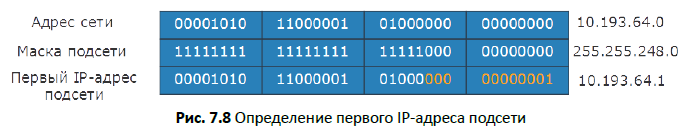 Адрес сети 00001010 11000001 01000000 00000000 10.193.64.0
Маска подсети 11111111 11111111 11111000 00000000 255.255.248.0
Первый IP-адрес 00001010 11000001 01000000 00000001 10.193.64.1
подсети
Рис. 7.8 Определение первого IP-адреса подсети